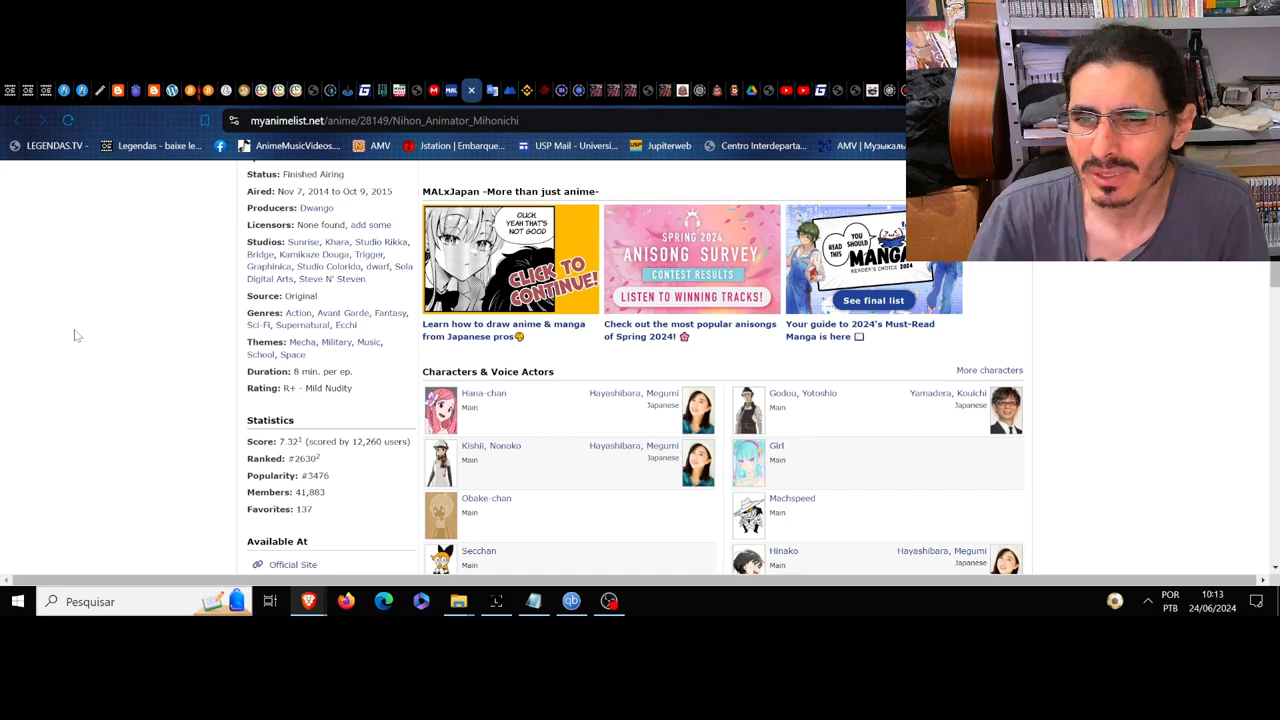 myanimelist.net/anime/28149/Nihon_Animator_Mihonichi
LEGENDAS.TV -
Legendas - baixe le...
AnimeMusicVideos....
AMV
Jstation | Embarque...
USP Mail - Universi...
Jupiterweb
Centro Interdeparta...
AMV | Музыкаль
Status: Finished Airing
Aired: Nov 7, 2014 to Oct 9, 2015
Producers: Dwango
Licensors: None found, add some
Studios: Sunrise, Khara, Studio Rikka,
Bridge, Kamikaze Douga, Trigger,
Graphinica, Studio Colorido, dwarf, Sola
Digital Arts, Steve N' Steven
Source: Original
Genres: Action, Avant Garde, Fantasy,
Sci-Fi, Supernatural, Ecchi
Themes: Mecha, Military, Music,
School, Space
Duration: 8 min. per ep.
Rating: R+ - Mild Nudity
Statistics
Score: 7.32¹ (scored by 12,260 users)
Ranked: #2630²
Popularity: #3476
Members: 41,883
Favorites: 137
Available At
Official Site
MALxJapan -More than just anime-
OUCH.
YEAH THAT'S
NOT GOOD
CLICK TO
CONTINUE!
SPRING 2024
ANISONG SURVEY
CONTEST RESULTS
LISTEN TO WINNING TRACKS!
YOU
SHOULD
READ
THIS
MANGA
READER'S CHOICE 2024
See final list
Learn how to draw anime & manga
from Japanese pros
Check out the most popular anisongs
of Spring 2024!
Your guide to 2024's Must-Read
Manga is here
Characters & Voice Actors
More characters
Hana-chan
Main
Hayashibara, Megumi
Japanese
Godou, Yotoshio
Main
Yamadera, Kouichi
Japanese
Kishii, Nonoko
Main
Hayashibara, Megumi
Japanese
Girl
Main
Obake-chan
Main
Machspeed
Main
Secchan
Main
Hinako
Main
Hayashibara, Megumi
Japanese
Pesquisar
POR
PTB
10:13
24/06/2024